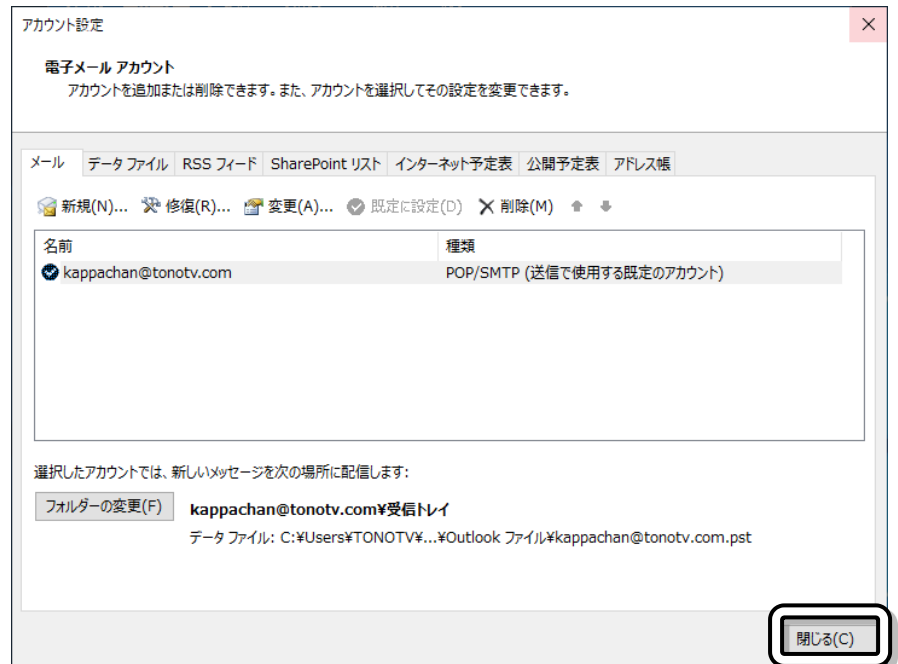 アカウント設定
電子メール アカウント
アカウントを追加または削除できます。また、アカウントを選択してその設定を変更できます。
メール データ ファイル RSS フィード SharePoint リスト インターネット予定表 公開予定表 アドレス帳
新規(N)... 修復(R)... 変更(A)... 既定に設定(D) 削除(M)
名前 種類
kappachan@tonotv.com POP/SMTP (送信で使用する既定のアカウント)
選択したアカウントでは、新しいメッセージを次の場所に配信します:
フォルダーの変更(F) kappachan@tonotv.com¥受信トレイ
データ ファイル: C:¥Users¥TONOTV¥...¥Outlook ファイル¥kappachan@tonotv.com.pst
閉じる(C)